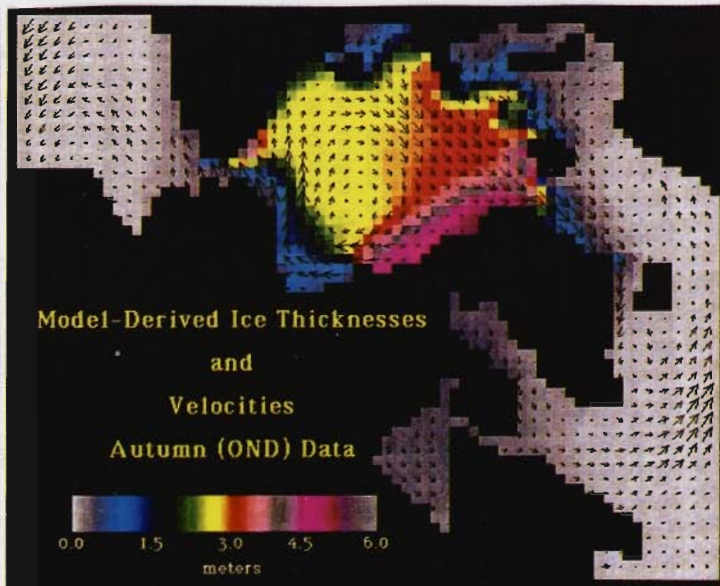 Model-Derived Ice Thicknesses
and
Velocities
Autumn (OND) Data
0.0 1.5 3.0 4.5 6.0
meters